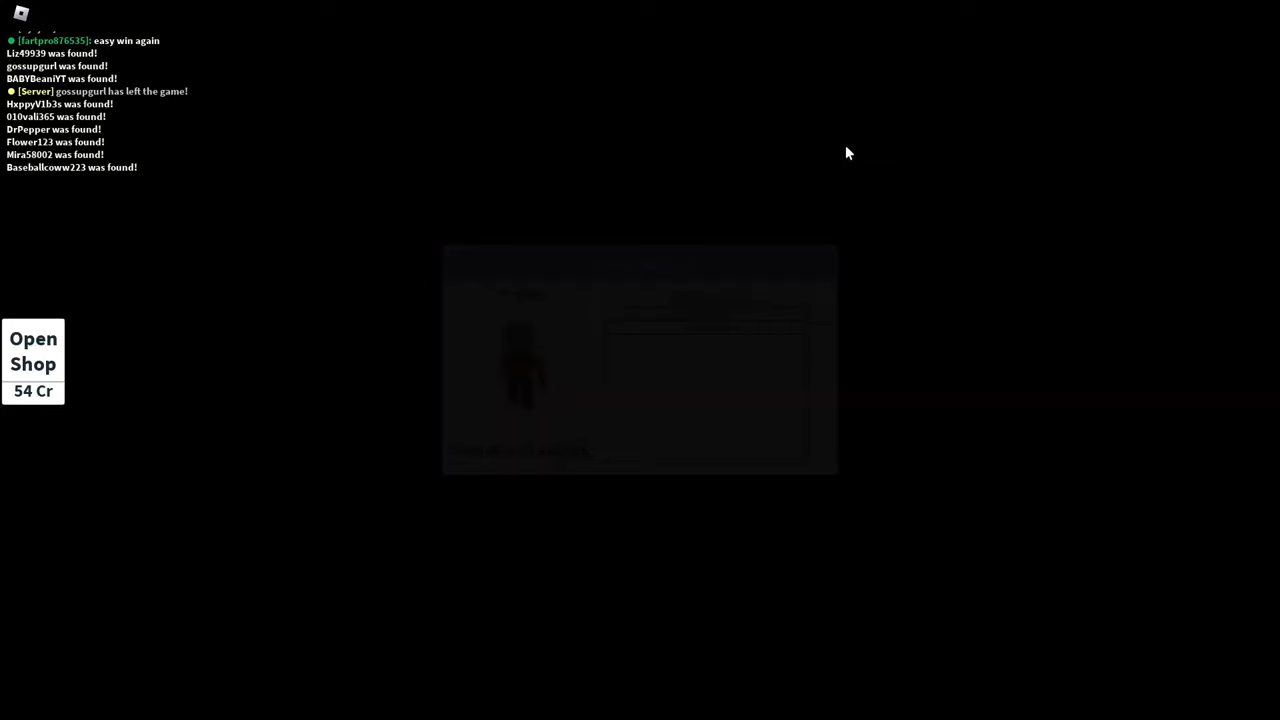 [fartpro876535]: easy win again
Liz49939 was found!
gossupgurl was found!
BABYBeaniYT was found!
[Server] gossupgurl has left the game!
HxppyV1b3s was found!
010vali365 was found!
DrPepper was found!
Flower123 was found!
Mira58002 was found!
Baseballcoww223 was found!
Open
Shop
54 Cr